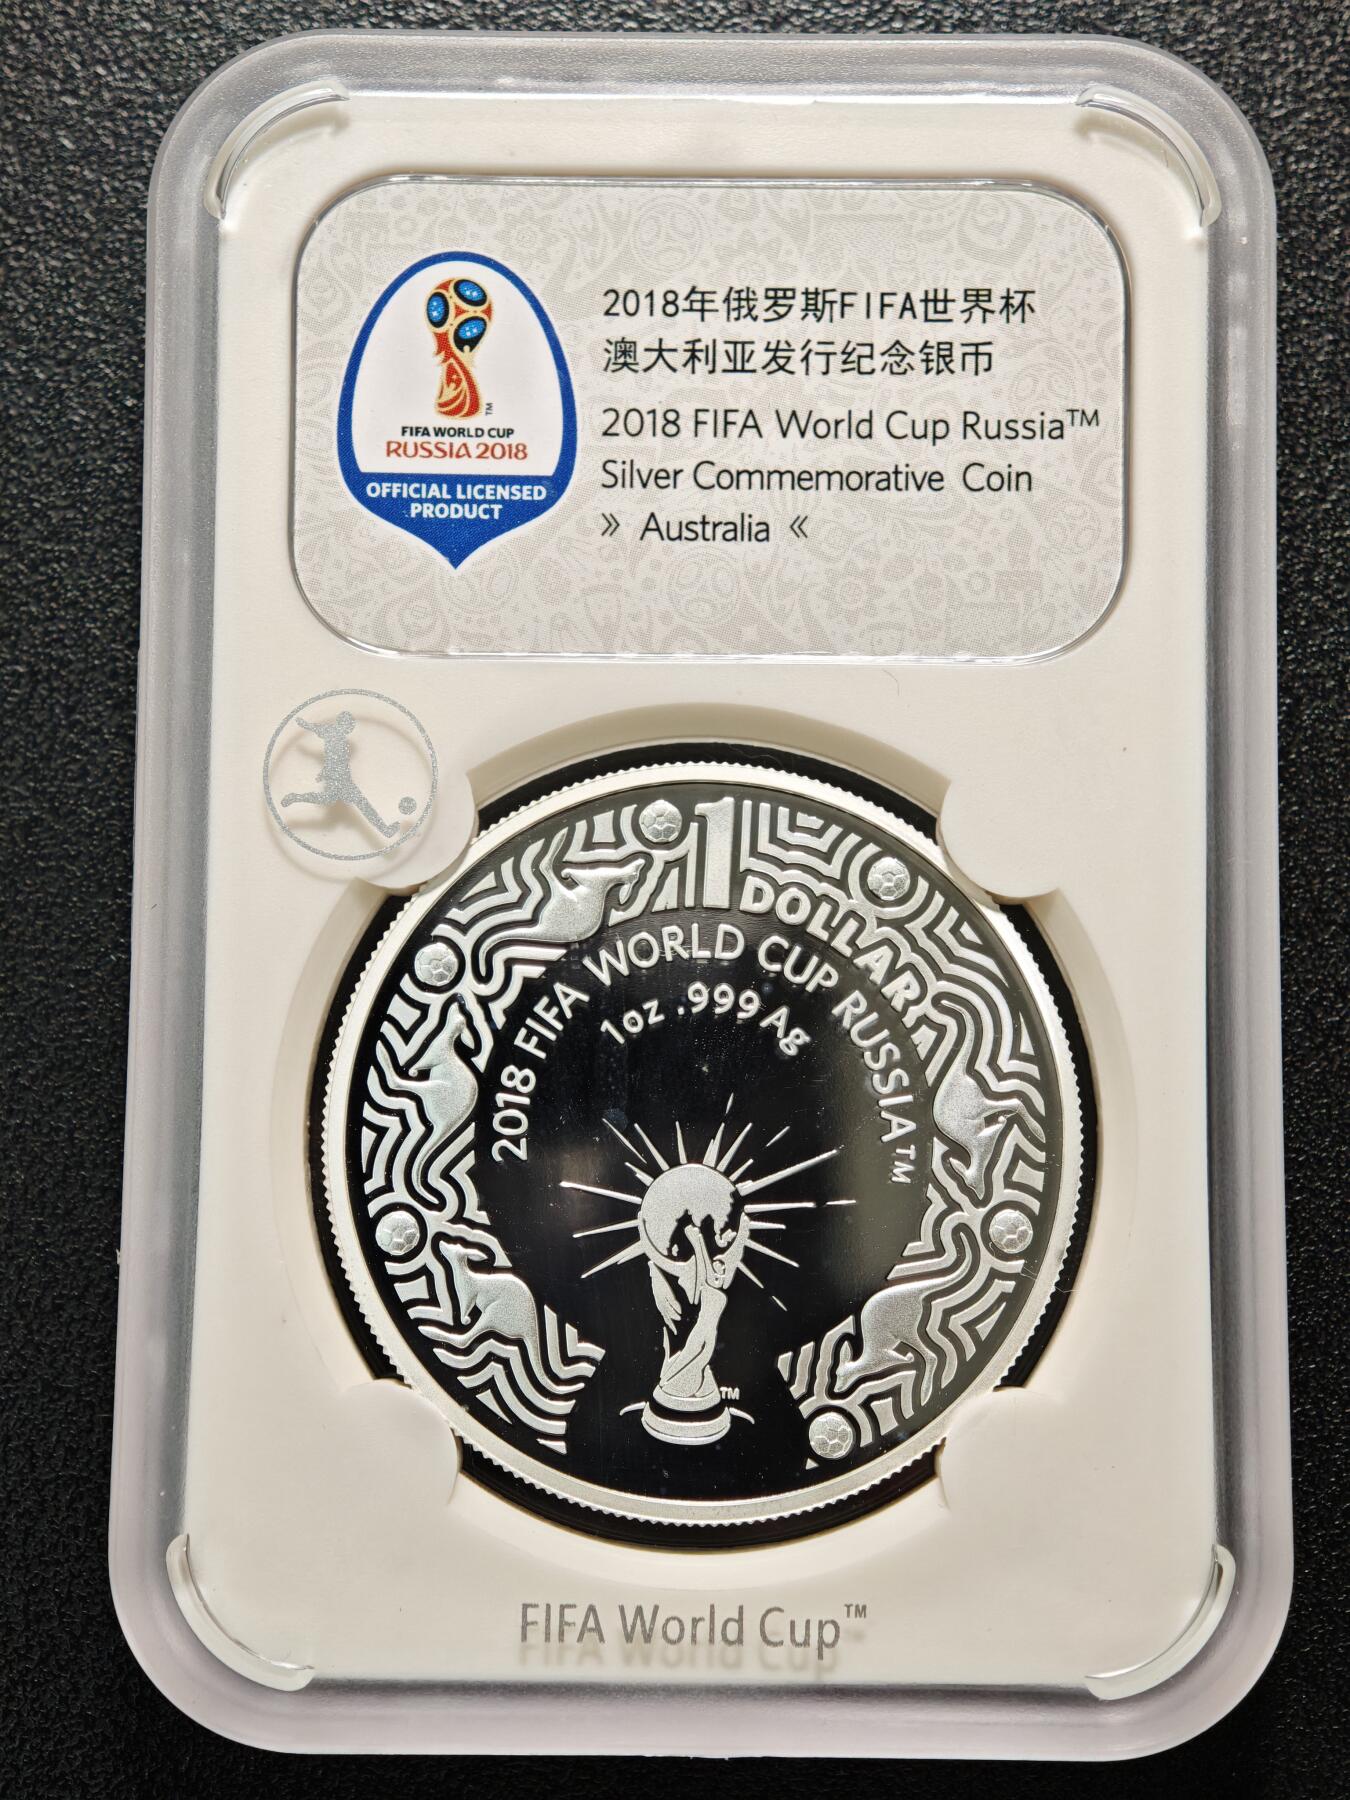 2018年俄罗斯FIFA世界杯
澳大利亚发行纪念银币
2018 FIFA World Cup Russia™
Silver Commemorative Coin
» Australia «
™
FIFA WORLD CUP
RUSSIA 2018
OFFICIAL LICENSED
PRODUCT
1
DOLLAR
2018 FIFA WORLD CUP RUSSIA™
1oz .999 Ag
™
FIFA World Cup™